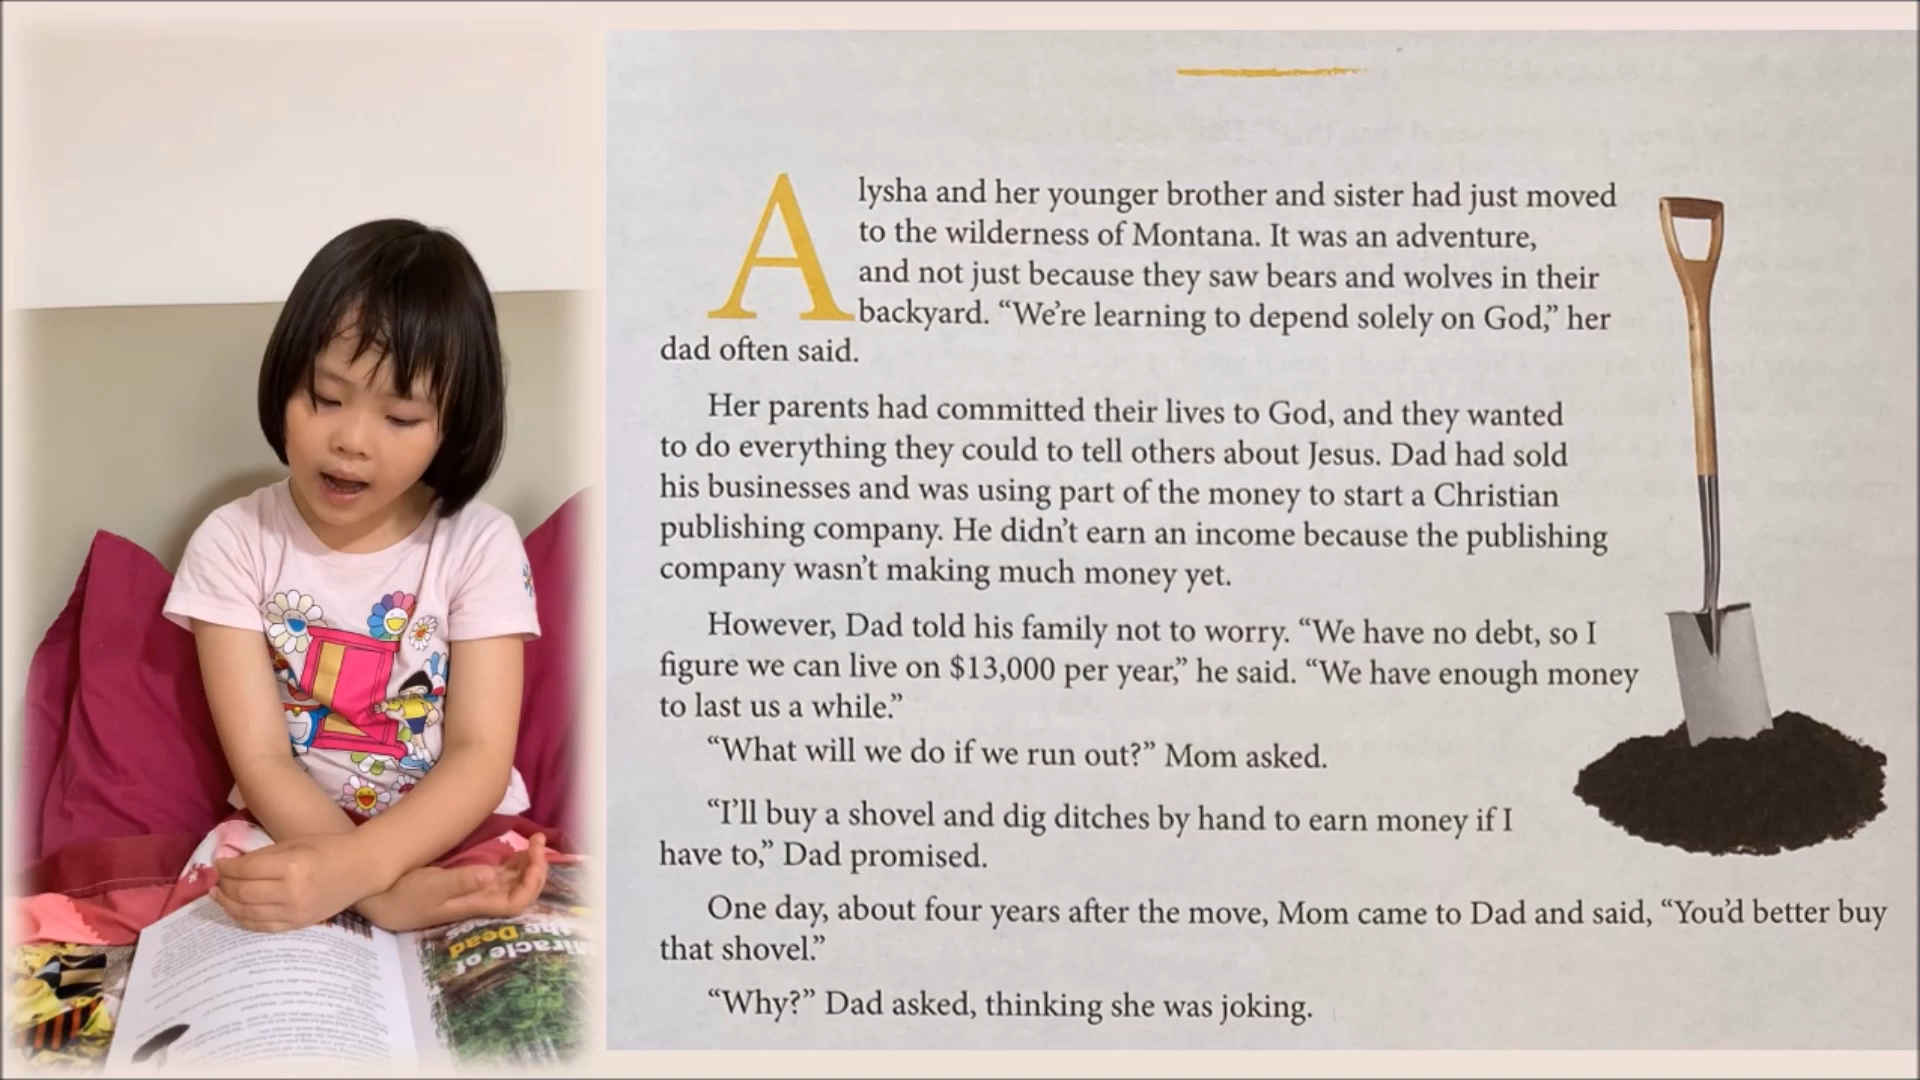 Alysha and her younger brother and sister had just moved
to the wilderness of Montana. It was an adventure,
and not just because they saw bears and wolves in their
backyard. “We’re learning to depend solely on God,” her
dad often said.
Her parents had committed their lives to God, and they wanted
to do everything they could to tell others about Jesus. Dad had sold
his businesses and was using part of the money to start a Christian
publishing company. He didn’t earn an income because the publishing
company wasn’t making much money yet.
However, Dad told his family not to worry. “We have no debt, so I
figure we can live on $13,000 per year,” he said. “We have enough money
to last us a while.”
“What will we do if we run out?” Mom asked.
“I’ll buy a shovel and dig ditches by hand to earn money if I
have to,” Dad promised.
One day, about four years after the move, Mom came to Dad and said, “You’d better buy
that shovel.”
“Why?” Dad asked, thinking she was joking.
Miracle of
the Dead